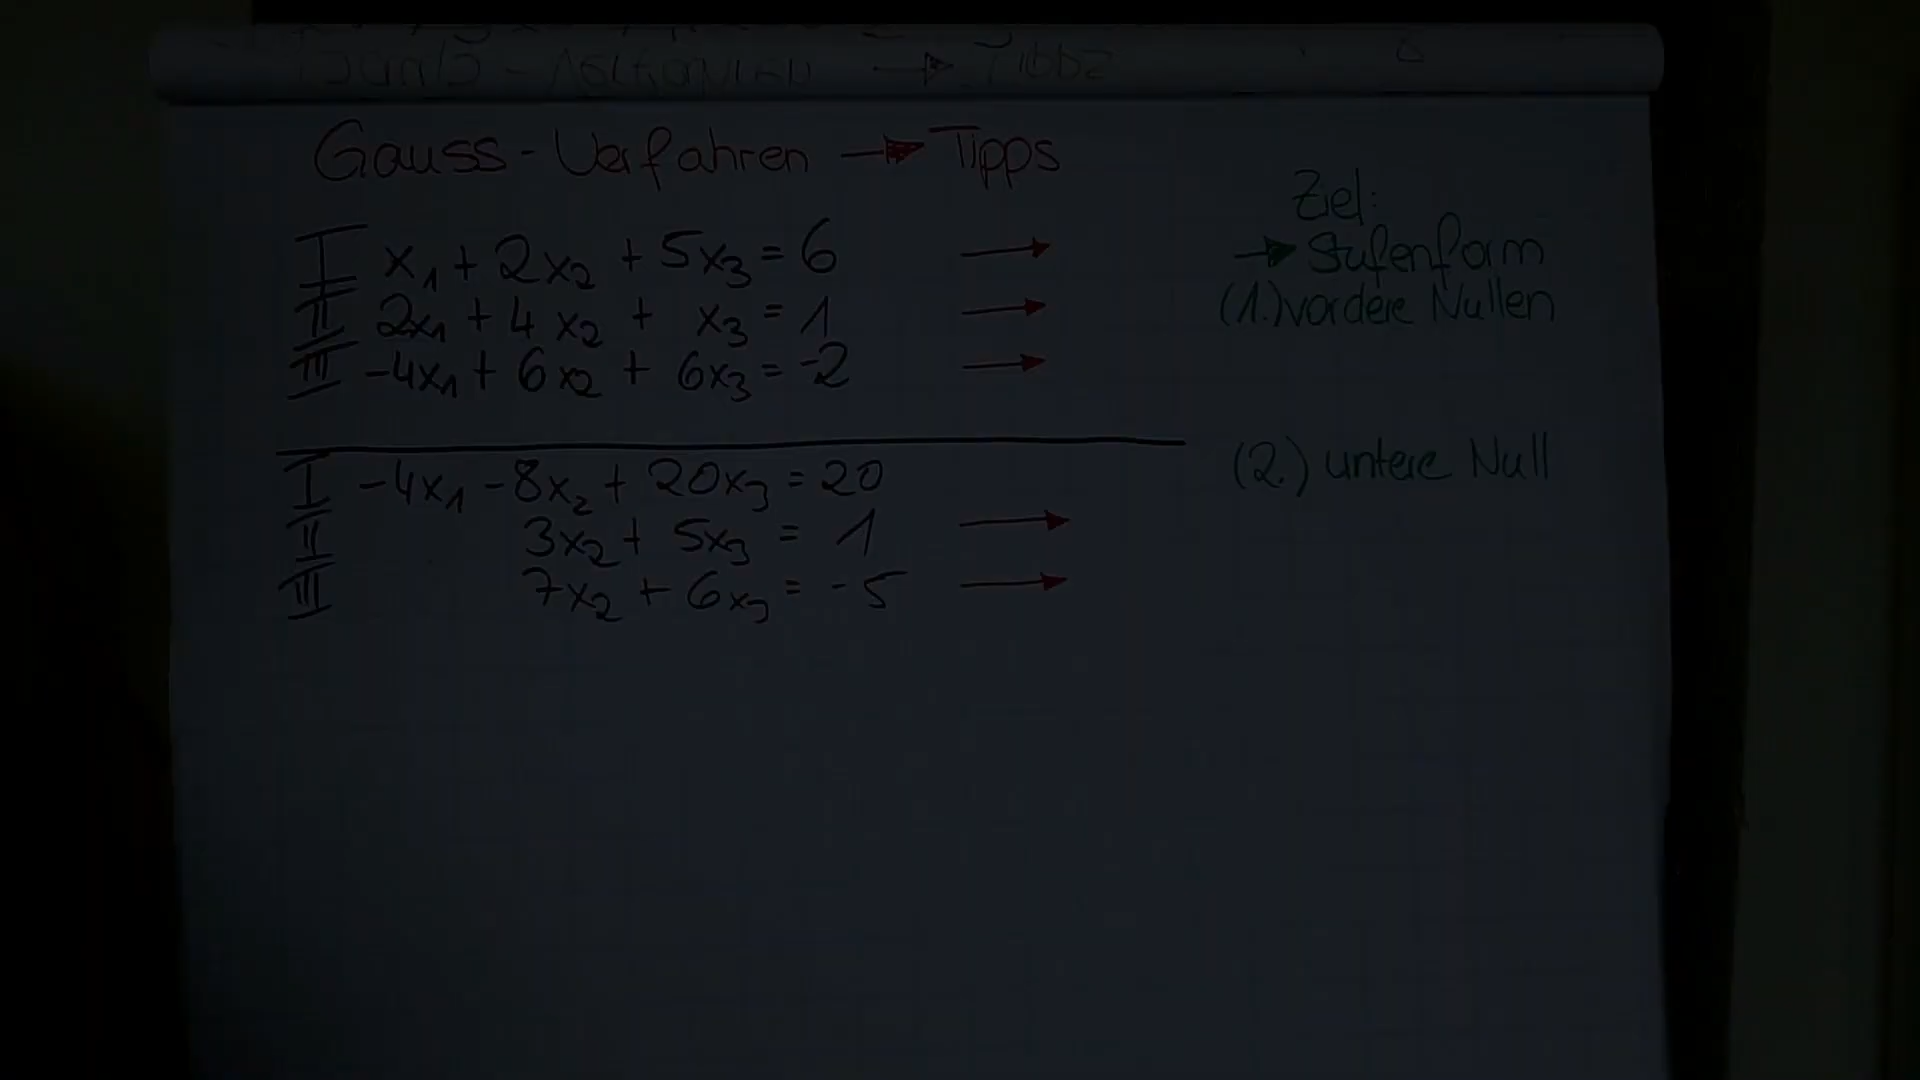 Gauss-Verfahren → Tipps
Ziel:
→ Stufenform
(1.) vordere Nullen
I x₁ + 2x₂ + 5x₃ = 6 →
II 2x₁ + 4x₂ + x₃ = 1 →
III -4x₁ + 6x₂ + 6x₃ = -2 →
(2.) untere Null
I -4x₁ - 8x₂ + 20x₃ = 20
II 3x₂ + 5x₃ = 1 →
III 7x₂ + 6x₃ = -5 →